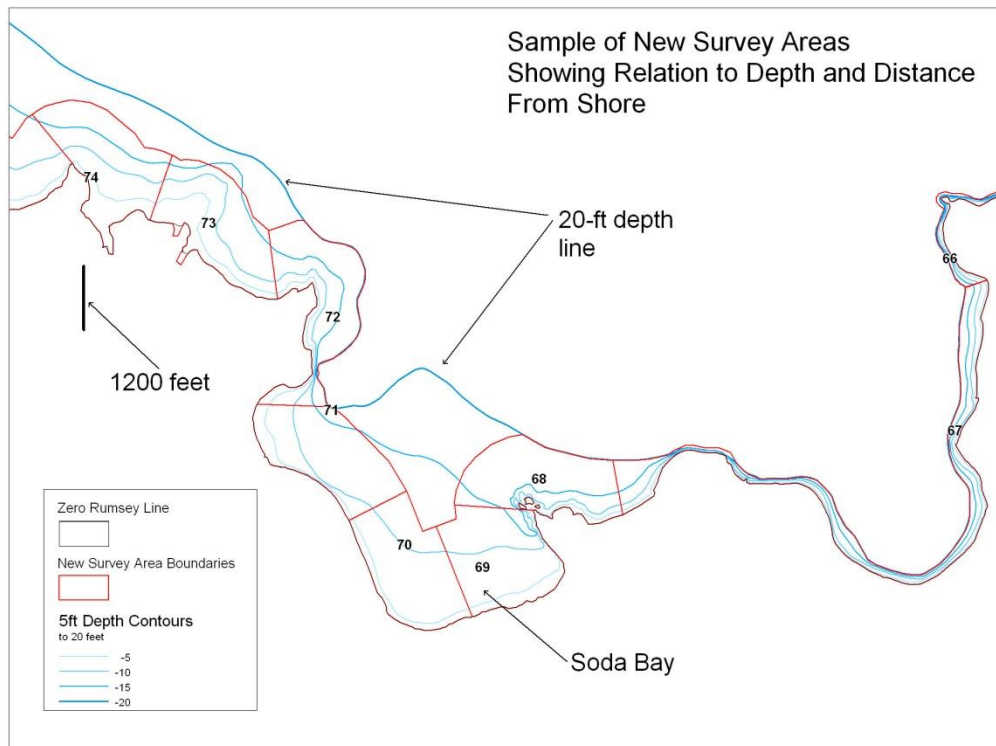 Sample of New Survey Areas
Showing Relation to Depth and Distance
From Shore
74
73
20-ft depth
line
66
72
1200 feet
71
67
68
70
69
Soda Bay
Zero Rumsey Line
New Survey Area Boundaries
5ft Depth Contours
to 20 feet
-5
-10
-15
-20